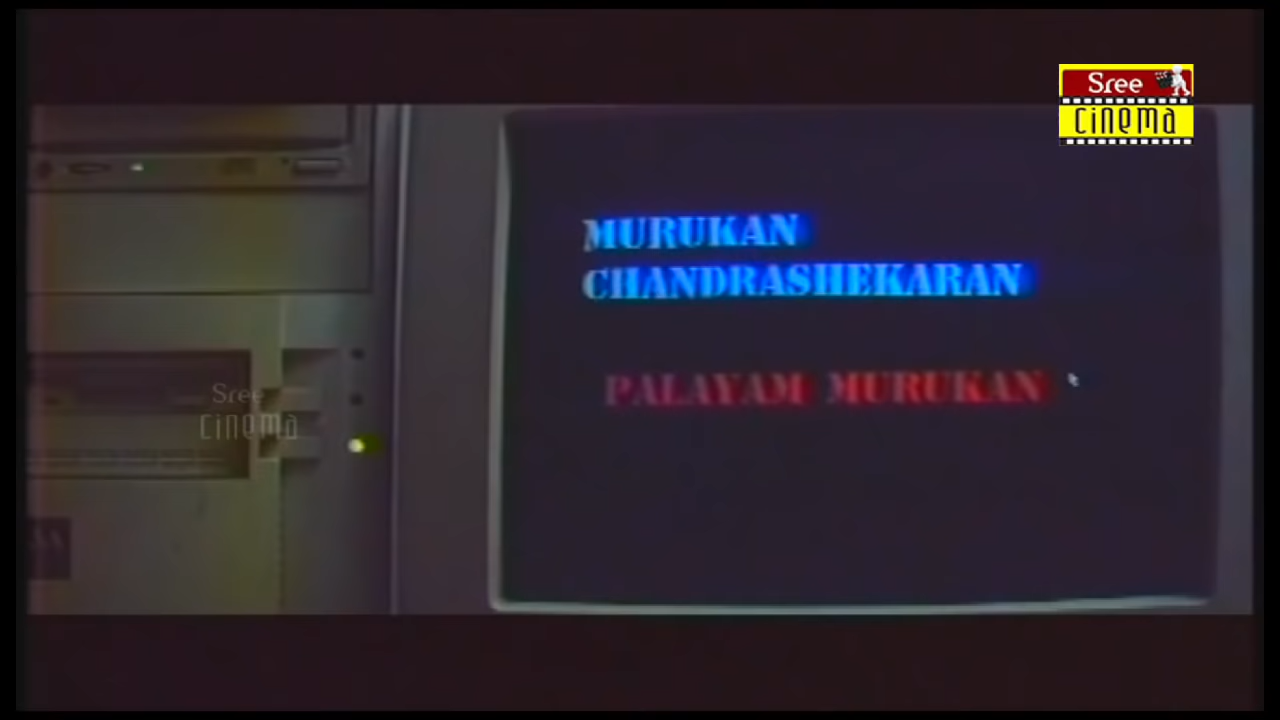 Sree
cinema
MURUKAN
CHANDRASHEKARAN
PALAYAM MURUKAN
Sree
cinema